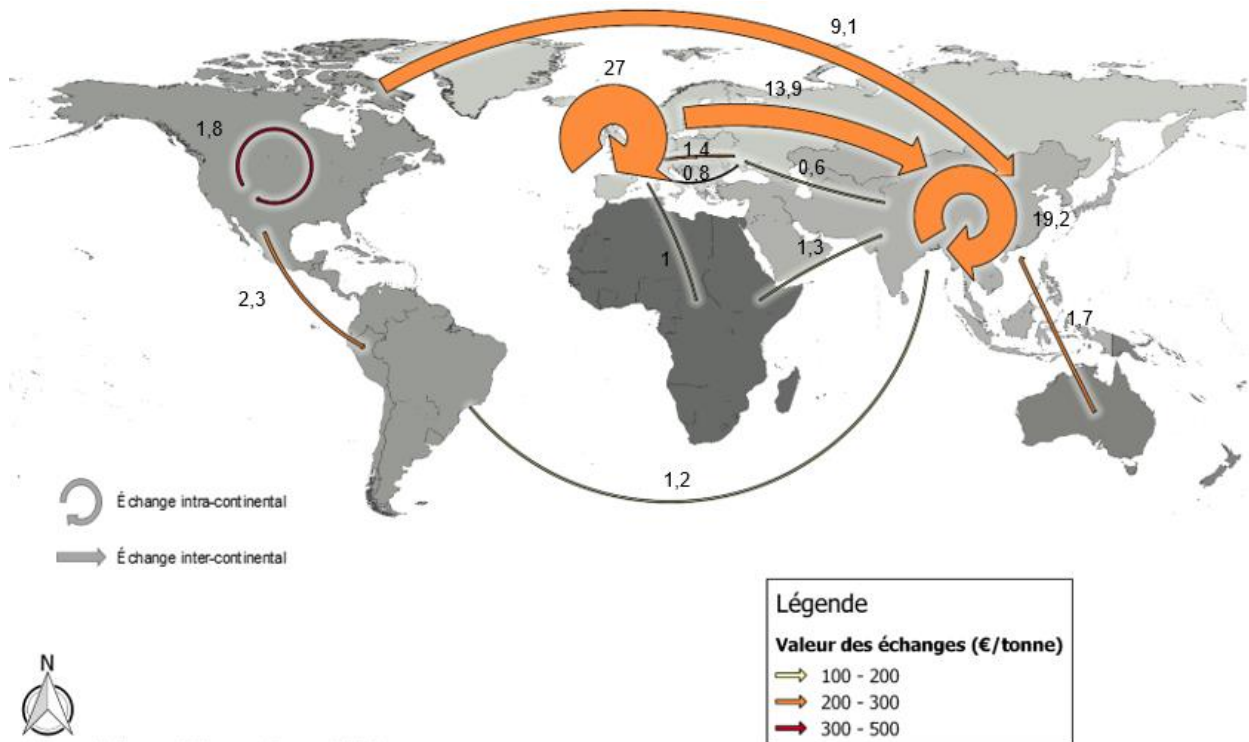 9,1
27
13,9
1,8
1,4
0,8
0,6
19,2
1,3
1
2,3
1,7
1,2
Échange intra-continental
Échange inter-continental
N
Légende
Valeur des échanges (€/tonne)
100 - 200
200 - 300
300 - 500